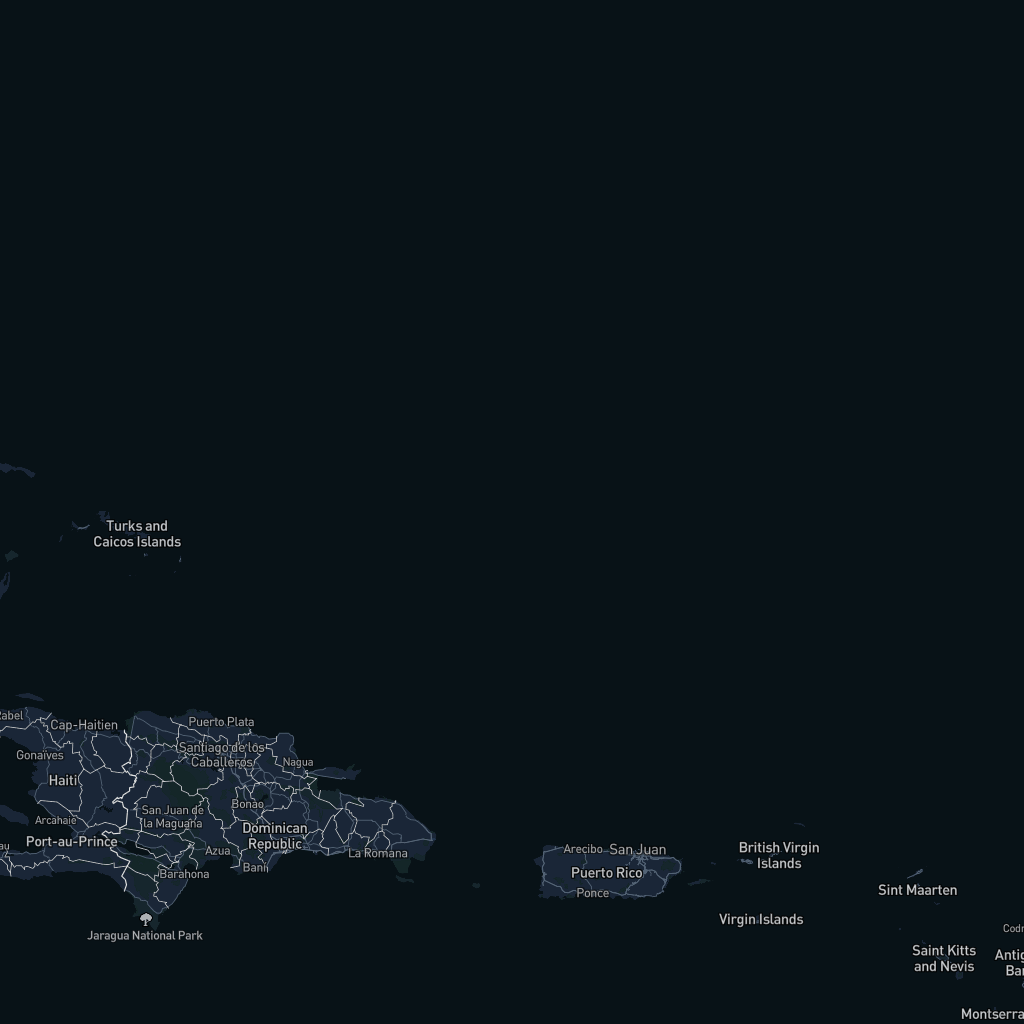 Turks and
Caicos Islands
Cap-Haitien
Puerto Plata
Gonaïves
Santiago de los
Caballeros
Nagua
Haiti
San Juan de
la Maguana
Bonao
Arcahaie
Port-au-Prince
Dominican
Republic
Azua
La Romana
Baní
Barahona
Jaragua National Park
Arecibo
San Juan
Puerto Rico
Ponce
British Virgin
Islands
Virgin Islands
Sint Maarten
Saint Kitts
and Nevis